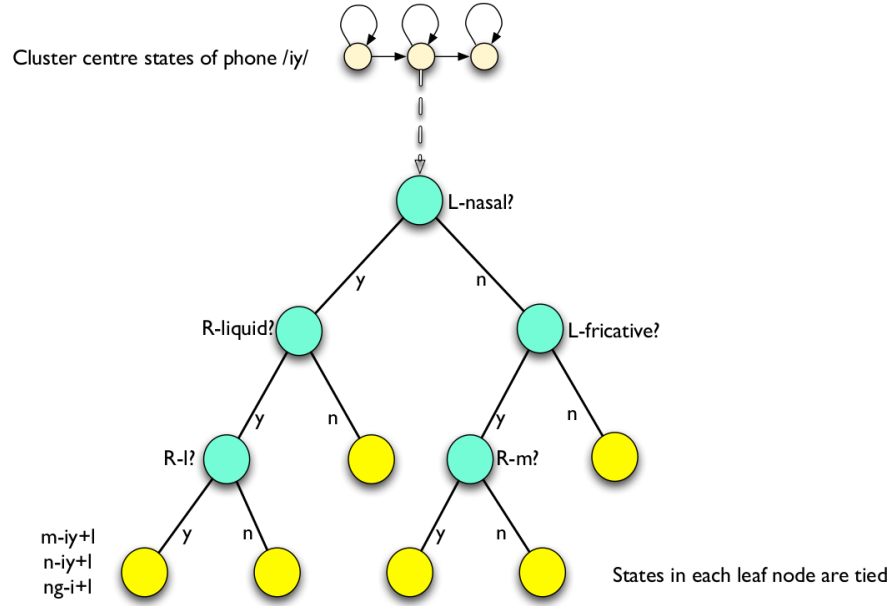 Cluster centre states of phone /iy/
L-nasal?
y
n
R-liquid?
L-fricative?
y
n
y
n
R-l?
R-m?
y
n
y
n
m-iy+l
n-iy+l
ng-i+l
States in each leaf node are tied